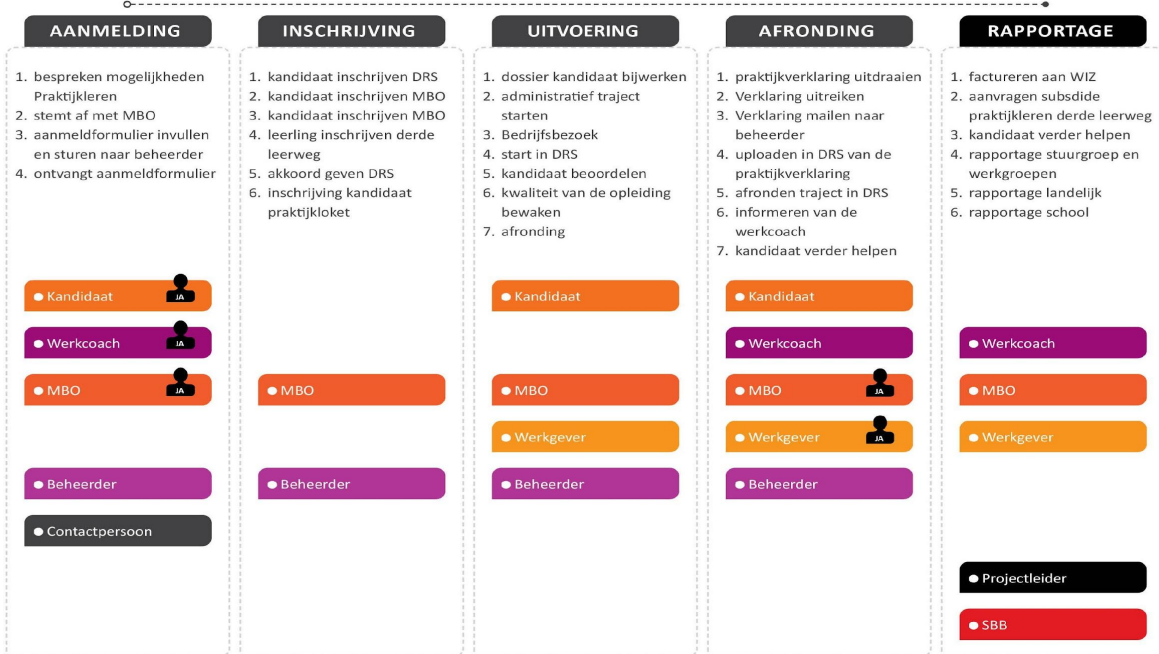 AANMELDING
1. bespreken mogelijkheden
Praktijkleren
2. stemt af met MBO
3. aanmeldformulier invullen
en sturen naar beheerder
4. ontvangt aanmeldformulier
Kandidaat JA
Werkcoach JA
MBO JA
Beheerder
Contactpersoon
INSCHRIJVING
1. kandidaat inschrijven DRS
2. kandidaat inschrijven MBO
3. kandidaat inschrijven MBO
4. leerling inschrijven derde
leerweg
5. akkoord geven DRS
6. inschrijving kandidaat
praktijkloket
MBO
Beheerder
UITVOERING
1. dossier kandidaat bijwerken
2. administratief traject
starten
3. Bedrijfsbezoek
4. start in DRS
5. kandidaat beoordelen
6. kwaliteit van de opleiding
bewaken
7. afronding
Kandidaat
MBO
Werkgever
Beheerder
AFRONDING
1. praktijkverklaring uitdraaien
2. Verklaring uitreiken
3. Verklaring mailen naar
beheerder
4. uploaden in DRS van de
praktijkverklaring
5. afronden traject in DRS
6. informeren van de
werkcoach
7. kandidaat verder helpen
Kandidaat
Werkcoach
MBO JA
Werkgever JA
Beheerder
RAPPORTAGE
1. factureren aan WIZ
2. aanvragen subsdide
praktijkleren derde leerweg
3. kandidaat verder helpen
4. rapportage stuurgroep en
werkgroepen
5. rapportage landelijk
6. rapportage school
Werkcoach
MBO
Werkgever
Projectleider
SBB